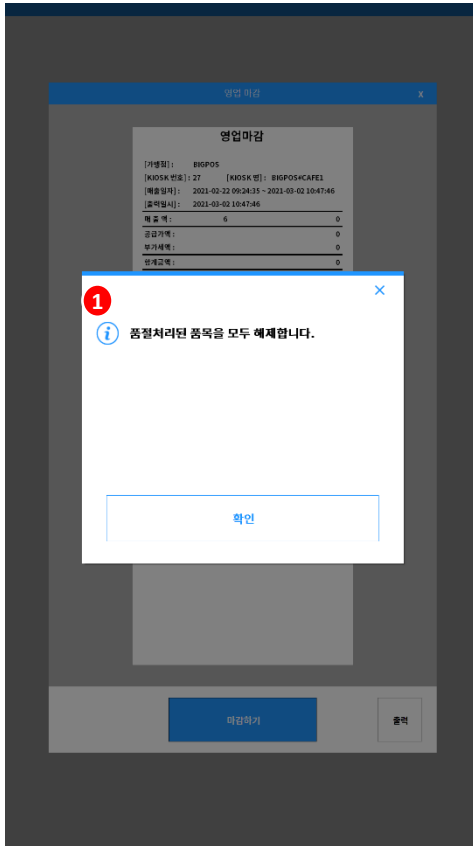 영업 마감 X
영업마감
[가맹점] : BIGPOS
[KIOSK 번호] : 27 [KIOSK 명] : BIGPOS#CAFE1
[매출일자] : 2021-02-22 09:24:35 ~ 2021-03-02 10:47:46
[출력일시] : 2021-03-02 10:47:46
매 출 액 : 6 0
공급가액 : 0
부가세액 : 0
합계금액 : 0
1
품절처리된 품목을 모두 해제합니다.
확인
마감하기
출력